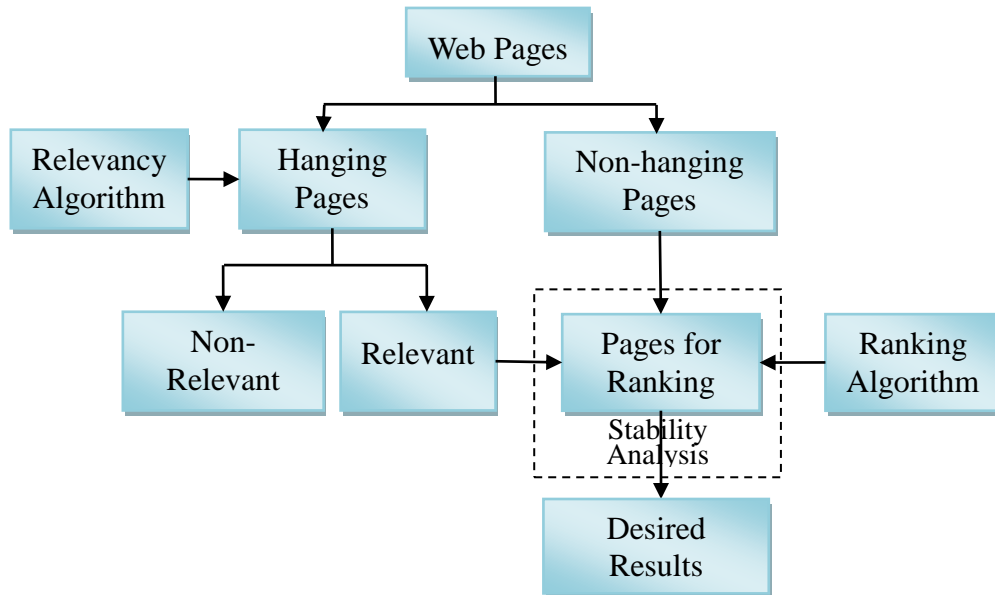 Web Pages
Relevancy
Algorithm
Hanging
Pages
Non-hanging
Pages
Non-
Relevant
Relevant
Pages for
Ranking
Ranking
Algorithm
Stability
Analysis
Desired
Results